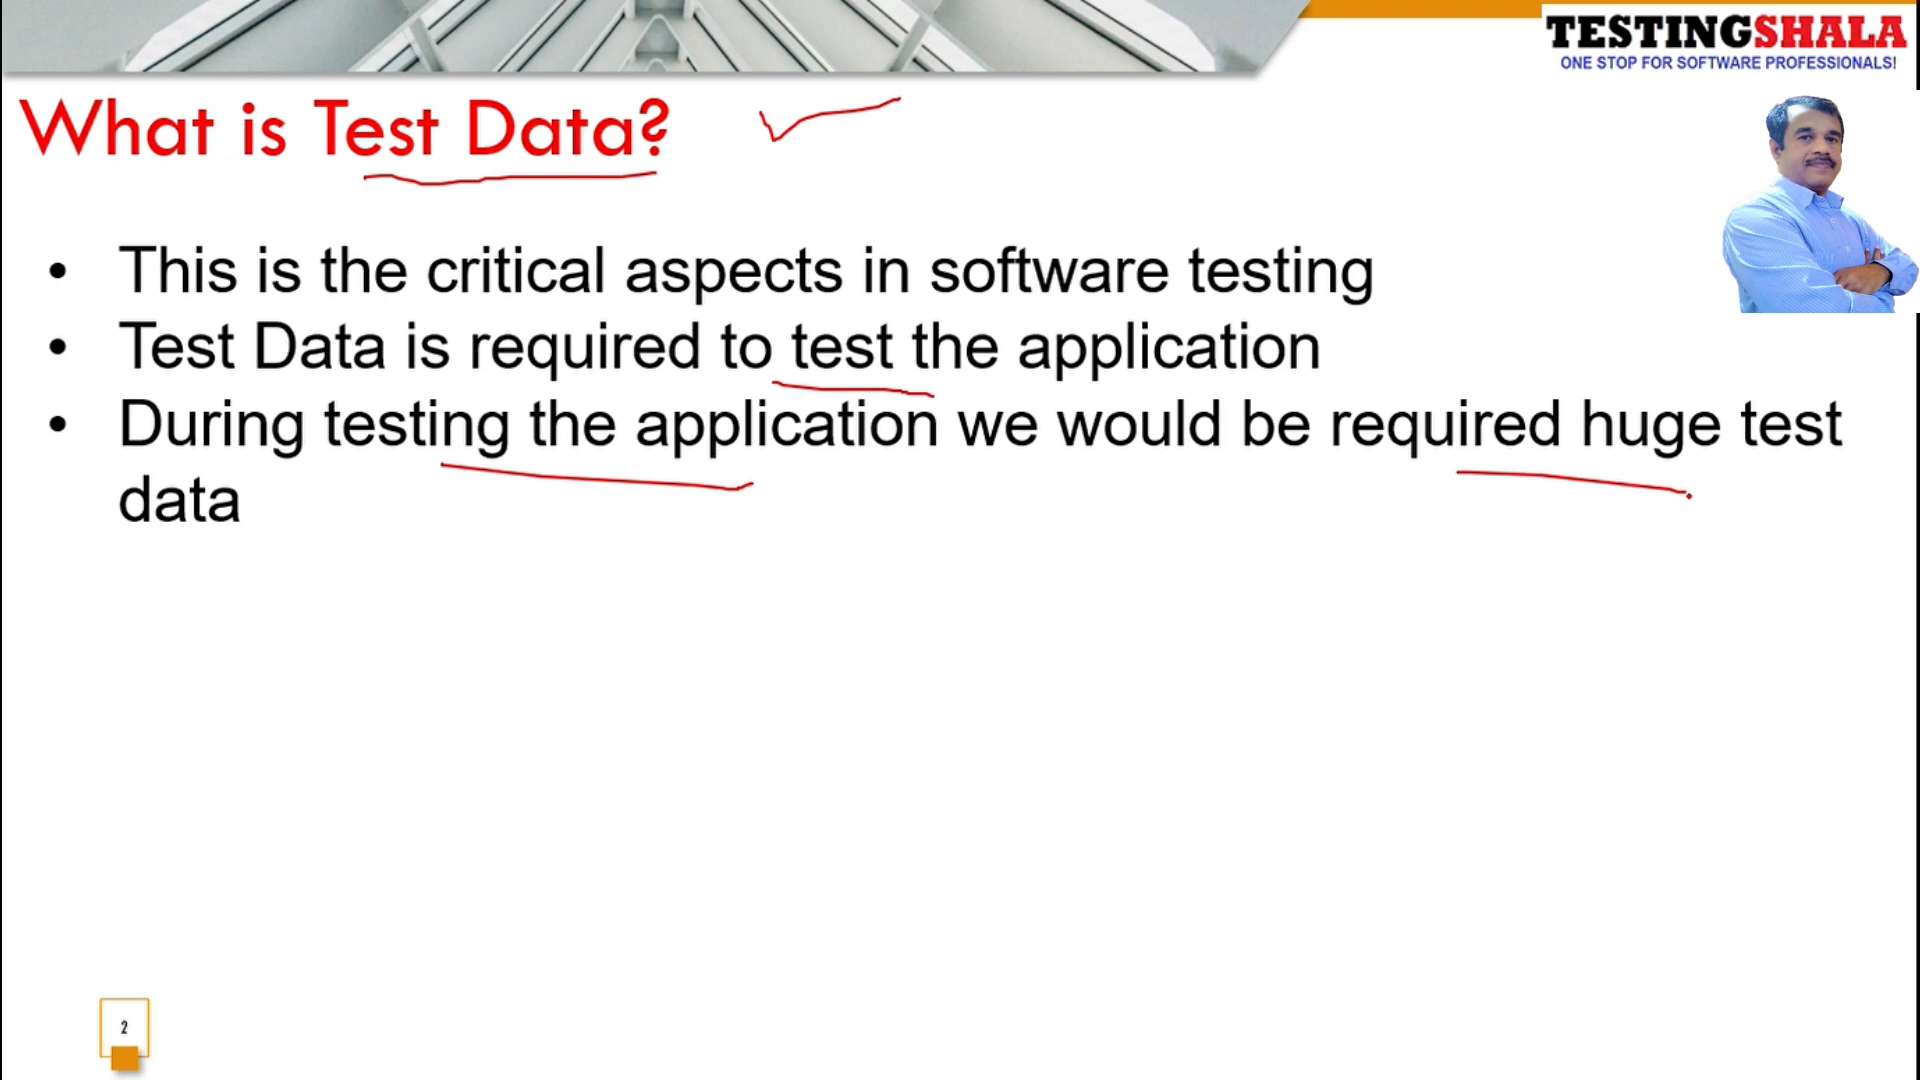 TESTINGSHALA
ONE STOP FOR SOFTWARE PROFESSIONALS!
What is Test Data?
• This is the critical aspects in software testing
• Test Data is required to test the application
• During testing the application we would be required huge test
data
2